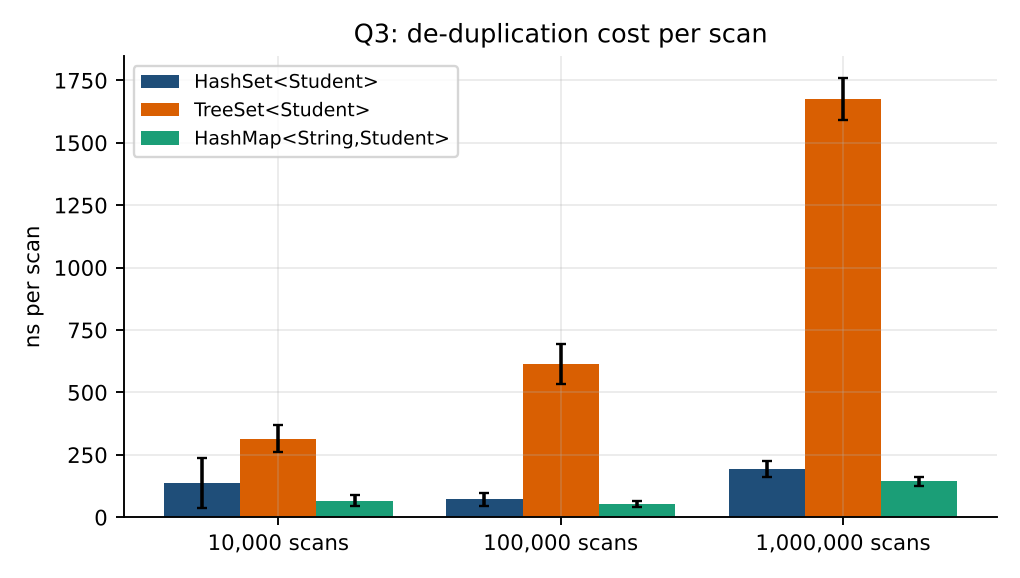 Q3: de-duplication cost per scan
HashSet<Student>
TreeSet<Student>
HashMap<String,Student>
ns per scan
1750
1500
1250
1000
750
500
250
0
10,000 scans
100,000 scans
1,000,000 scans